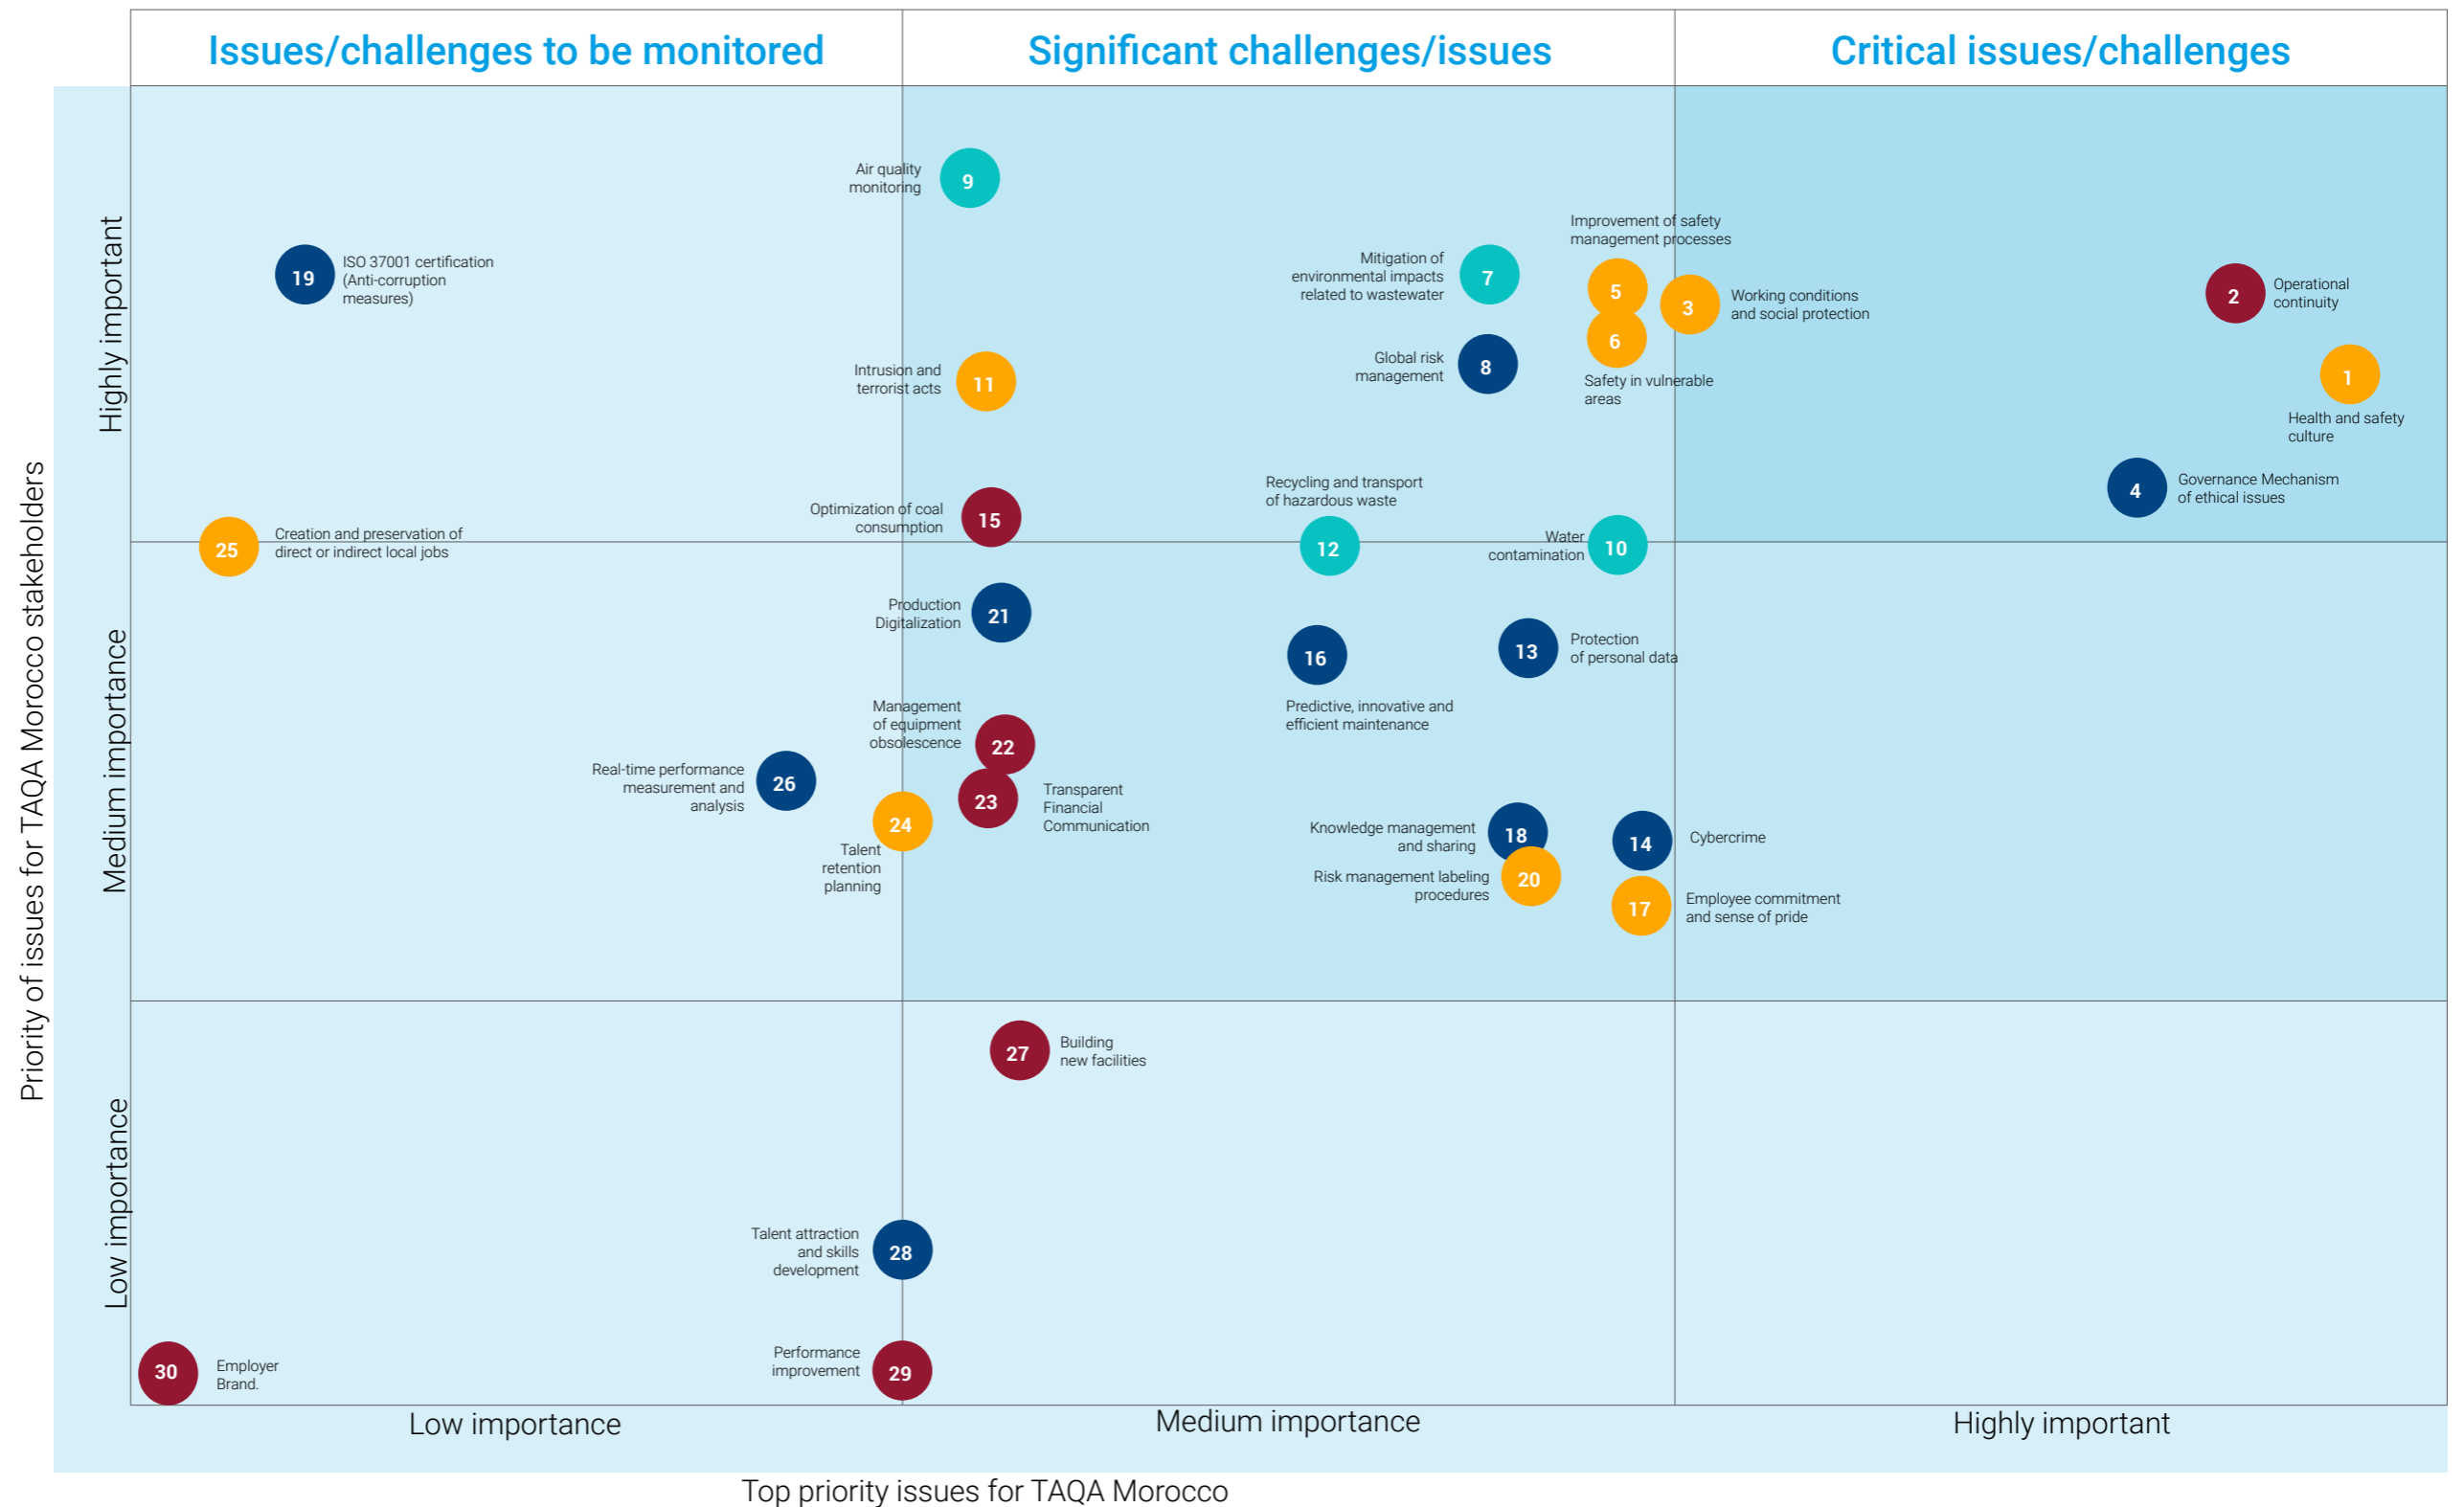 Issues/challenges to be monitored
Significant challenges/issues
Critical issues/challenges
Priority of issues for TAQA Morocco stakeholders
Highly important
Medium importance
Low importance
Air quality
monitoring
9
19
ISO 37001 certification
(Anti-corruption
measures)
Mitigation of
environmental impacts
related to wastewater
7
Improvement of safety
management processes
5
3
Working conditions
and social protection
2
Operational
continuity
6
Safety in vulnerable
areas
Global risk
management
8
Intrusion and
terrorist acts
11
1
Health and safety
culture
4
Governance Mechanism
of ethical issues
Optimization of coal
consumption
15
Recycling and transport
of hazardous waste
12
Water
contamination
10
25
Creation and preservation of
direct or indirect local jobs
Production
Digitalization
21
16
Predictive, innovative and
efficient maintenance
13
Protection
of personal data
Management
of equipment
obsolescence
22
Real-time performance
measurement and
analysis
26
24
Talent
retention
planning
23
Transparent
Financial
Communication
Knowledge management
and sharing
18
14
Cybercrime
Risk management labeling
procedures
20
17
Employee commitment
and sense of pride
27
Building
new facilities
Talent attraction
and skills
development
28
Performance
improvement
29
30
Employer
Brand.
Low importance
Medium importance
Highly important
Top priority issues for TAQA Morocco